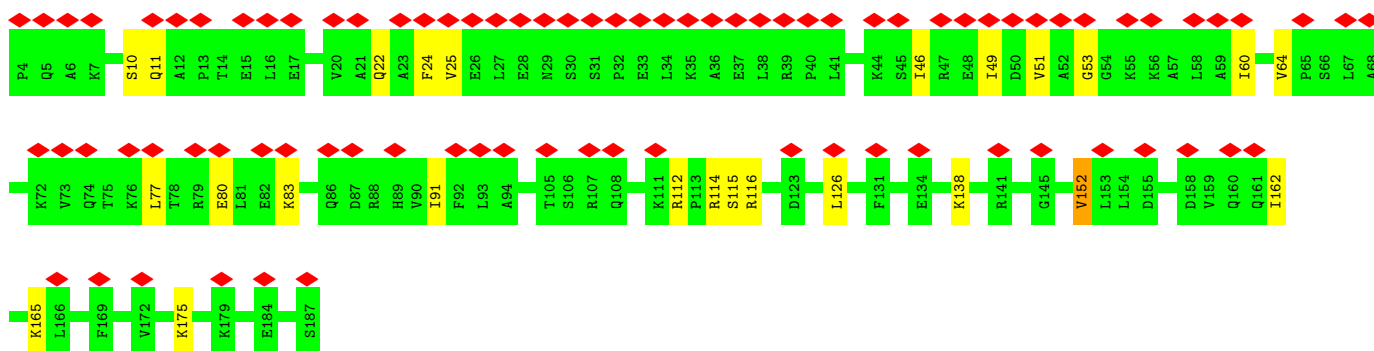 P4 Q5 A6 K7 S10 Q11 A12 P13 T14 E15 L16 E17 V20 A21 Q22 A23 F24 V25 E26 L27 E28 N29 S30 S31 P32 E33 L34 K35 A36 E37 L38 R39 P40 L41 K44 S45 I46 R47 E48 I49 D50 V51 A52 G53 G54 K55 K56 A57 L58 A59 I60 V64 P65 S66 L67 A68
K72 V73 Q74 T75 K76 L77 T78 R79 E80 L81 E82 K83 Q86 D87 R88 H89 V90 I91 F92 L93 A94 T105 S106 R107 Q108 K111 R112 P113 R114 S115 R116 D123 L126 F131 E134 K138 R141 G145 V152 L153 L154 D155 D158 V159 Q160 Q161 I162
K165 L166 F169 V172 K175 K179 E184 S187